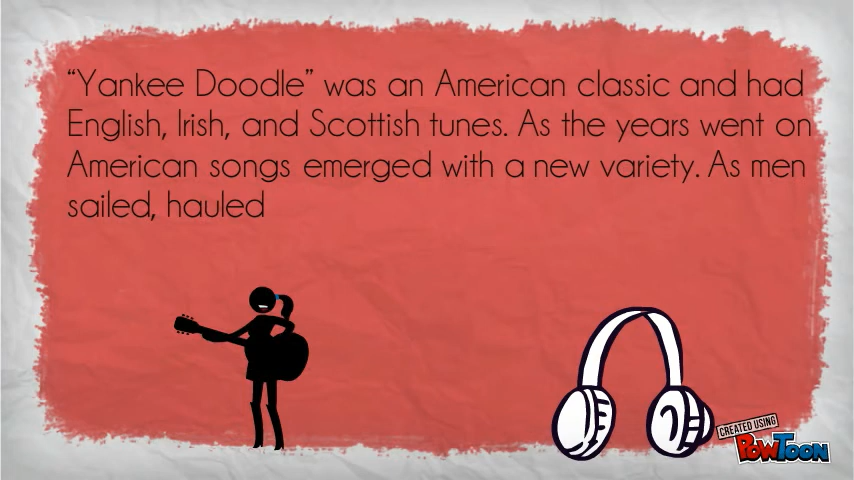 “Yankee Doodle” was an American classic and had
English, Irish, and Scottish tunes. As the years went on
American songs emerged with a new variety. As men
sailed, hauled
CREATED USING
POWTOON